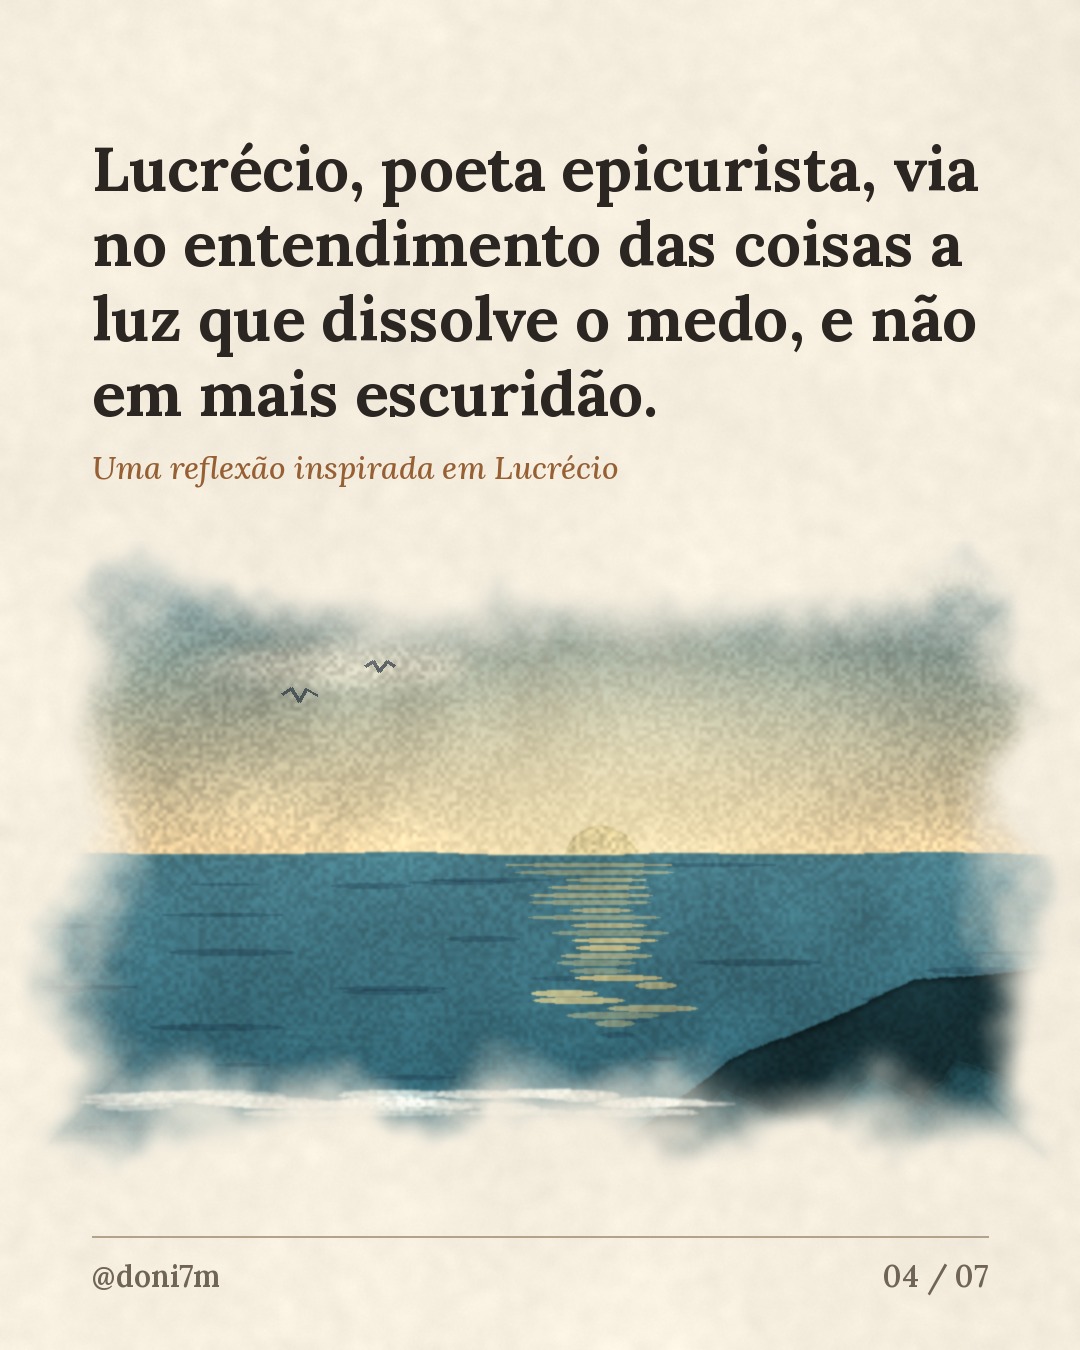 Lucrécio, poeta epicurista, via
no entendimento das coisas a
luz que dissolve o medo, e não
em mais escuridão.
Uma reflexão inspirada em Lucrécio
@doni7m
04 / 07